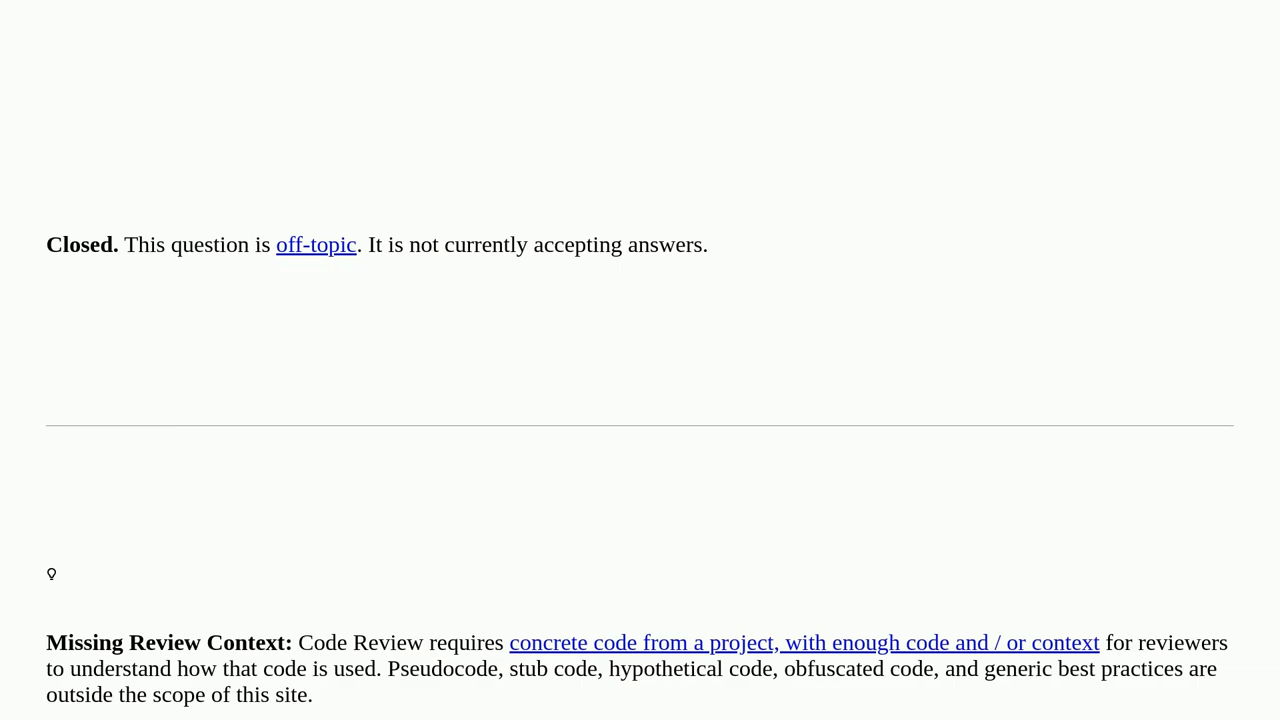 Closed. This question is off-topic. It is not currently accepting answers.
Missing Review Context: Code Review requires concrete code from a project, with enough code and / or context for reviewers
to understand how that code is used. Pseudocode, stub code, hypothetical code, obfuscated code, and generic best practices are
outside the scope of this site.